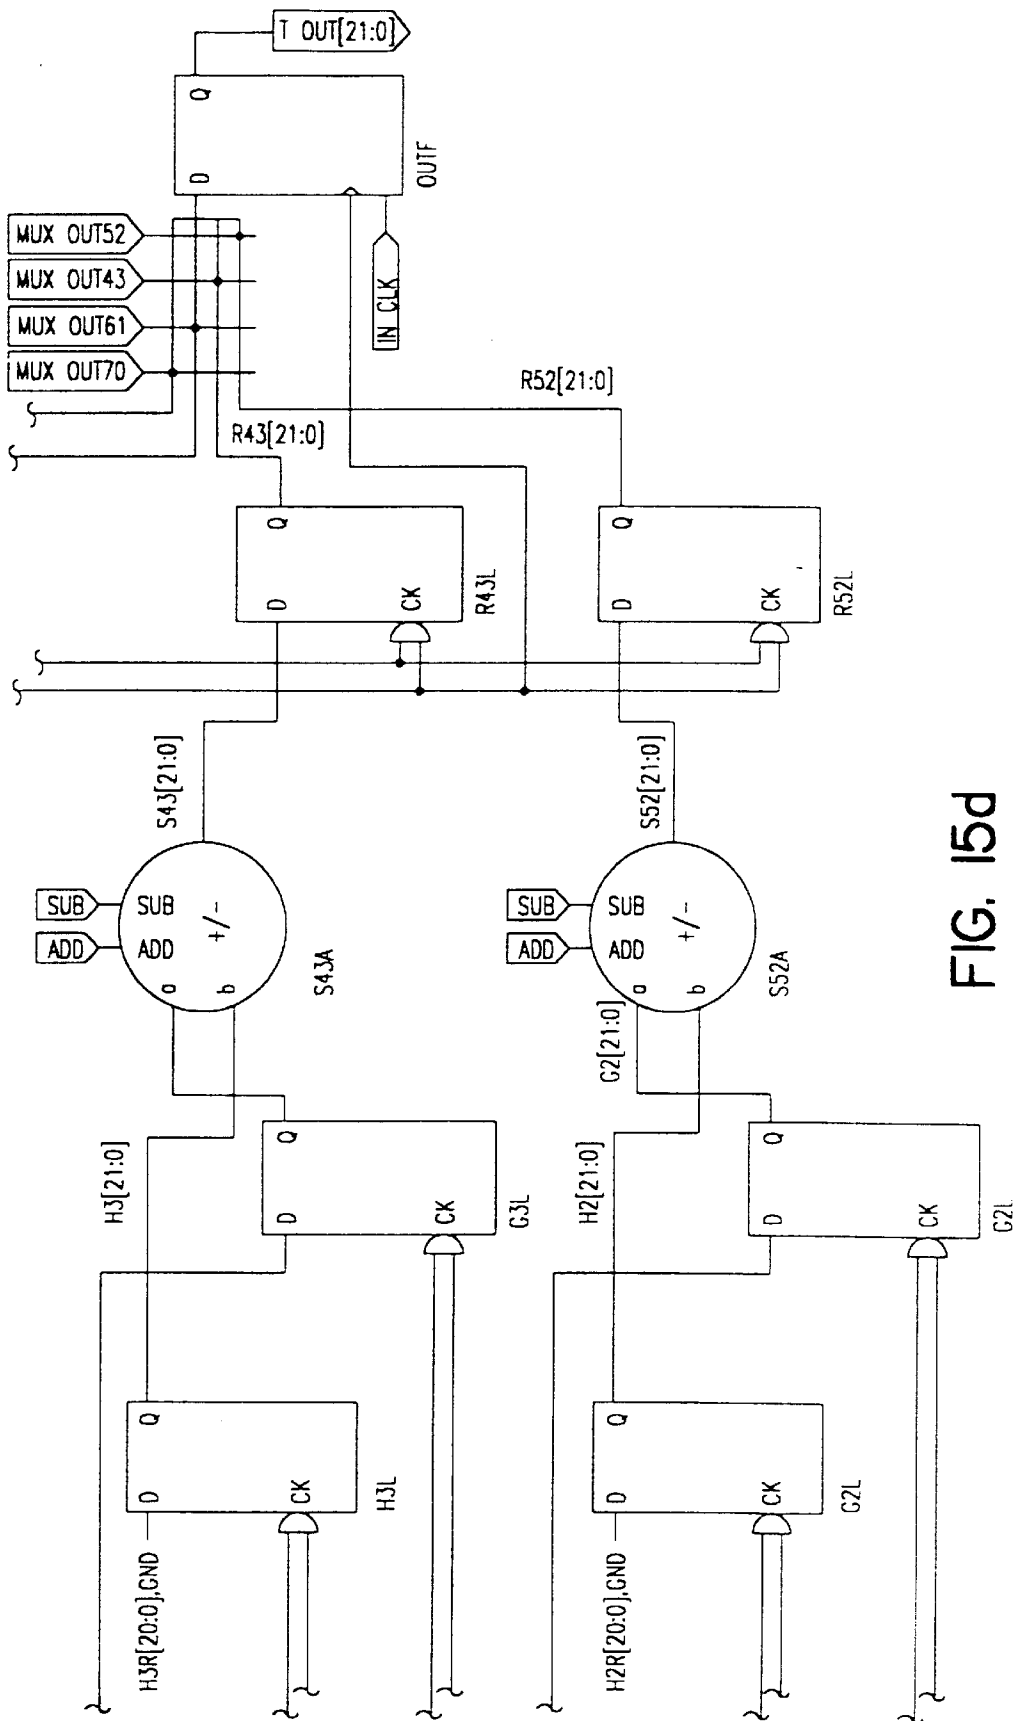 T OUT[21:0]
Q
D
OUTF
MUX OUT52
MUX OUT43
MUX OUT61
MUX OUT70
IN CLK
R52[21:0]
R43[21:0]
Q
D
CK
R43L
Q
D
CK
R52L
S43[21:0]
SUB
ADD
SUB
ADD
+/-
a
b
S43A
S52[21:0]
SUB
ADD
SUB
ADD
+/-
a
b
S52A
G2[21:0]
H3[21:0]
Q
D
CK
G3L
H2[21:0]
Q
D
CK
G2L
Q
D
CK
H3L
H3R[20:0],GND
Q
D
CK
G2L
H2R[20:0],GND
FIG. 15d